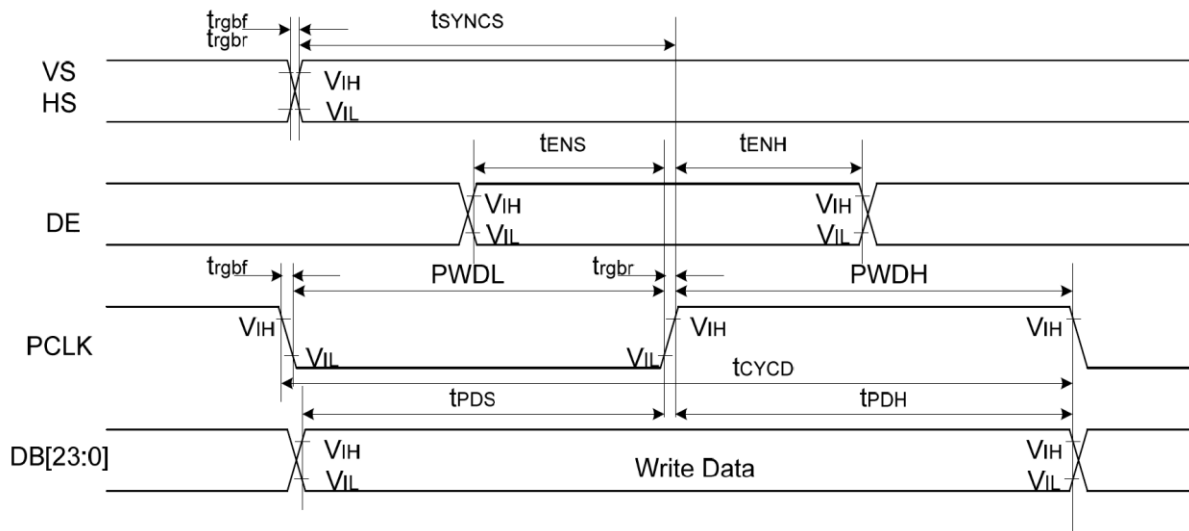 trgbf
trgbr
tSYNCS
VS
HS
VIH
VIL
tENS
tENH
DE
VIH
VIL
VIH
VIL
trgbf
PWDL
trgbr
PWDH
PCLK
VIH
VIL
VIL
VIH
VIH
tCYCD
tPDS
tPDH
DB[23:0]
VIH
VIL
Write Data
VIH
VIL